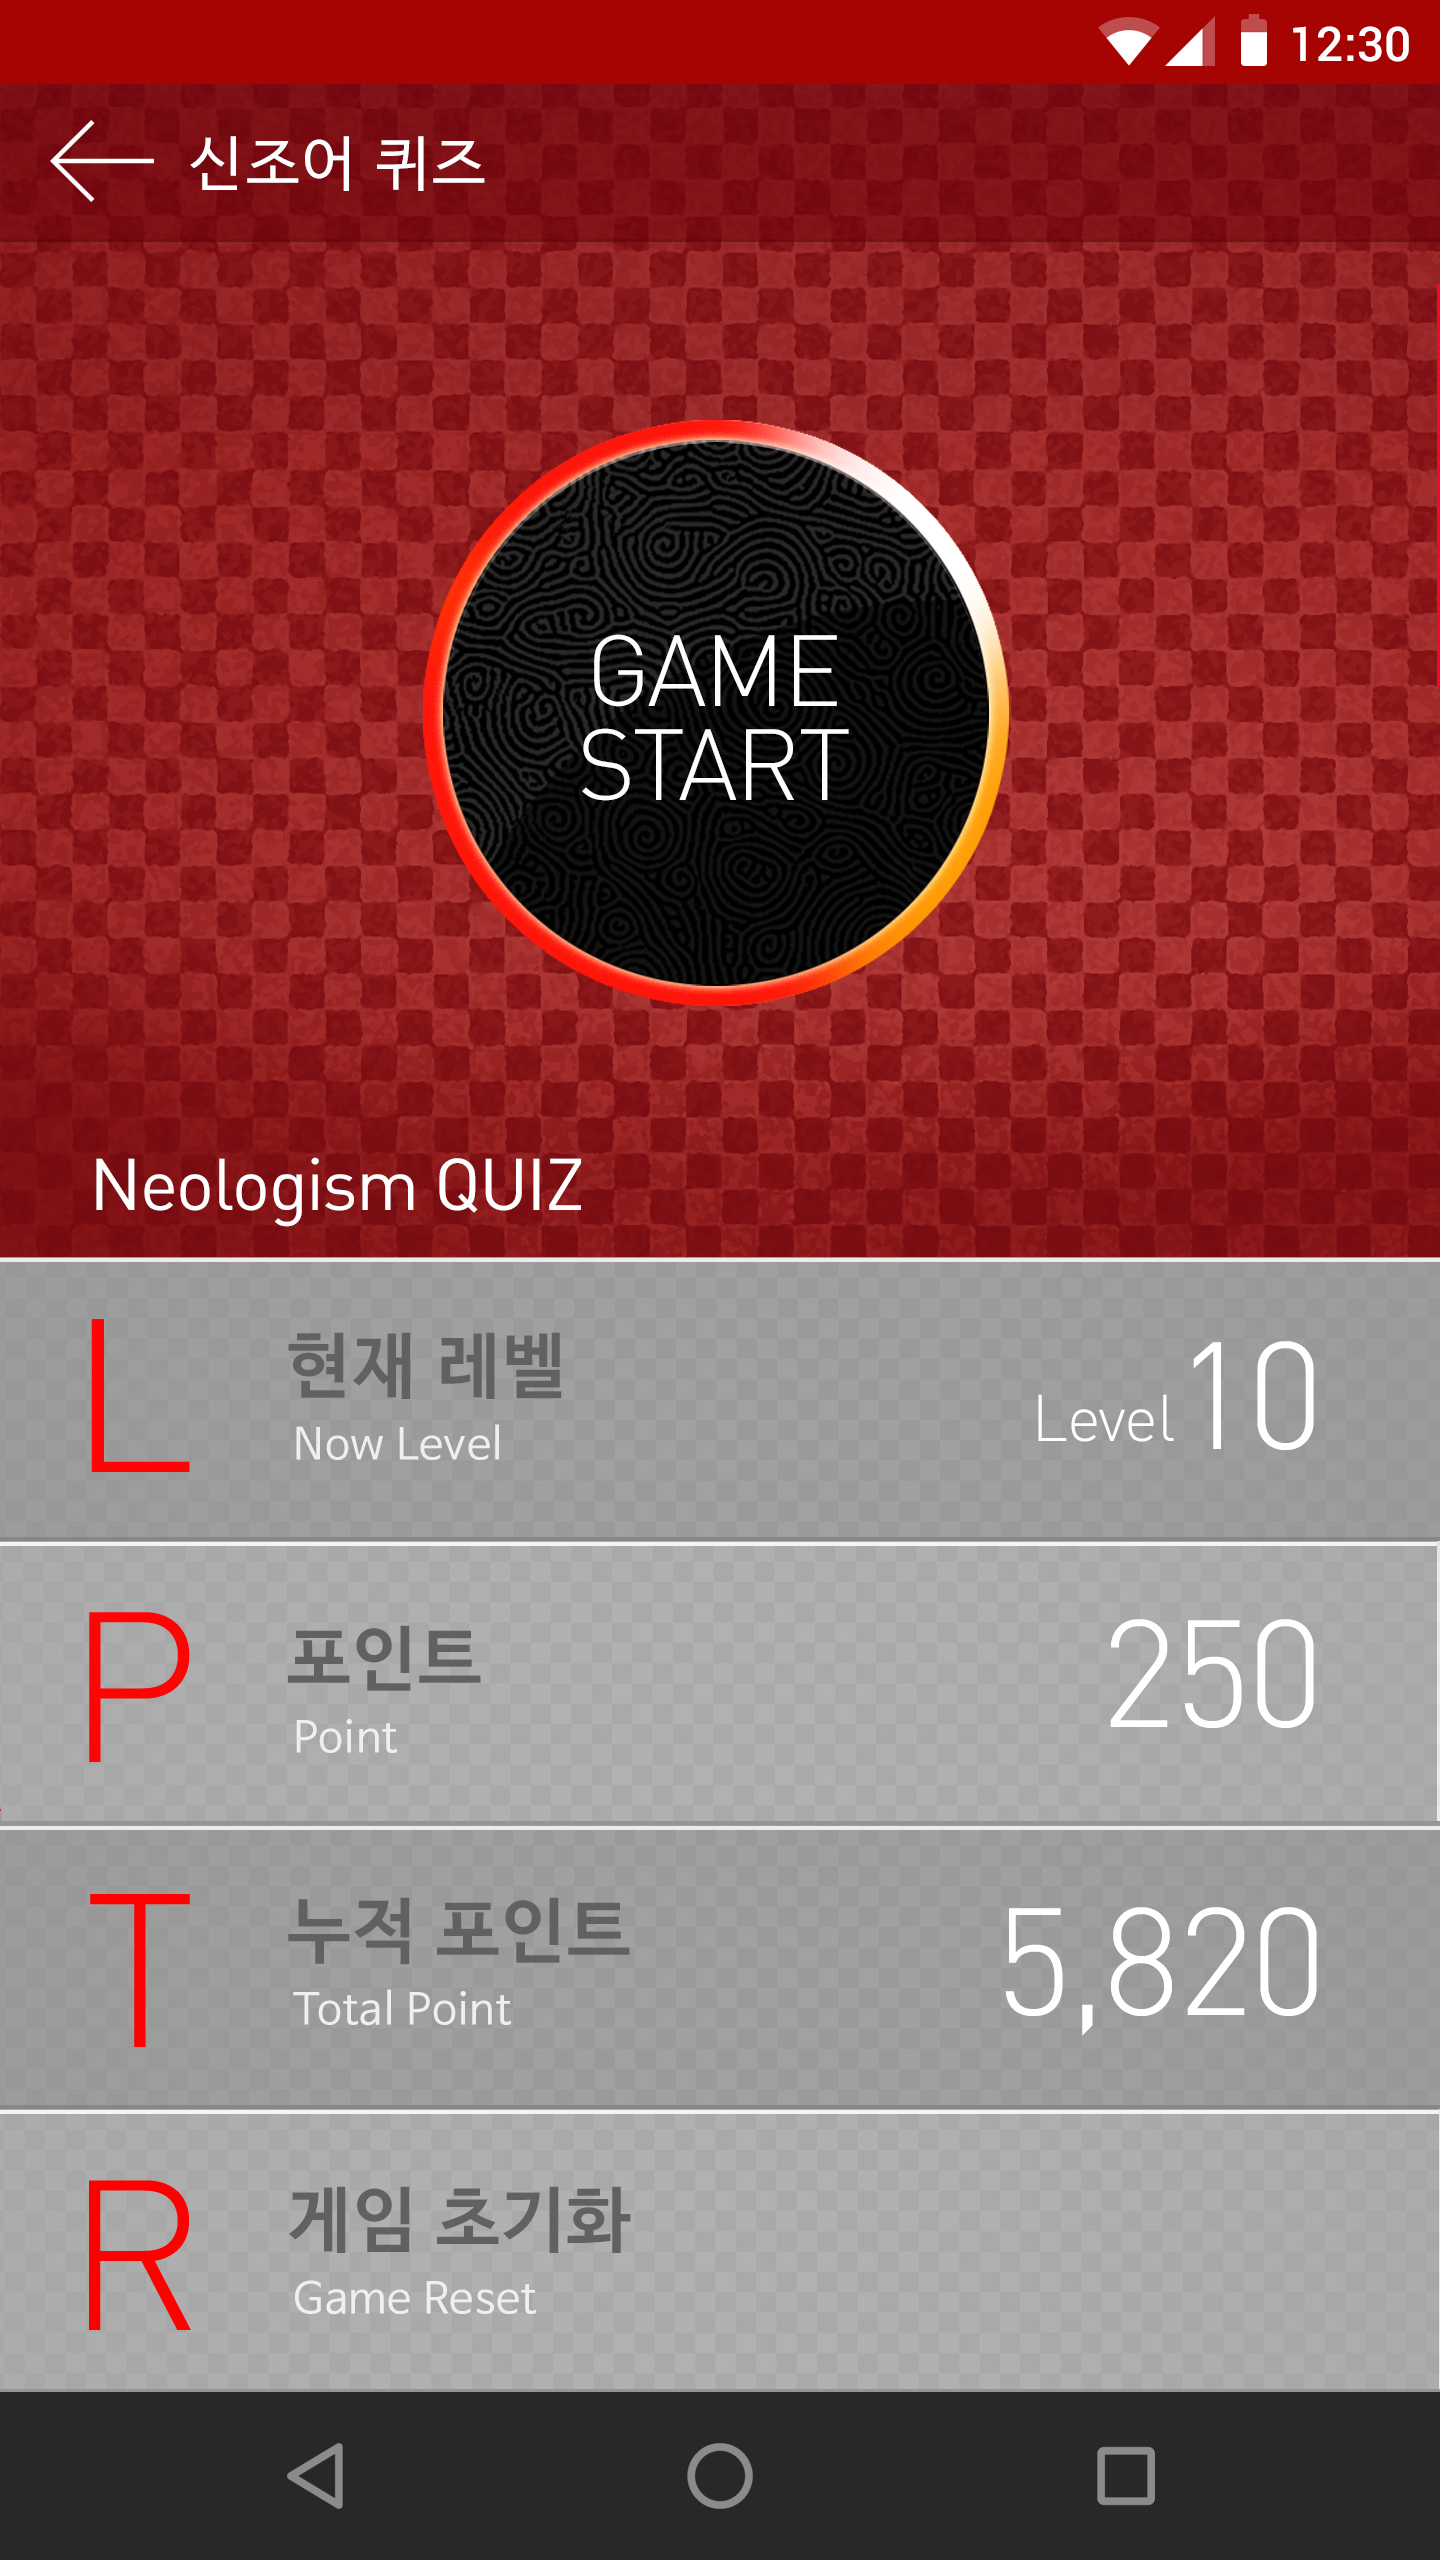 12:30
신조어 퀴즈
GAME
START
Neologism QUIZ
L
현재 레벨
Now Level
Level 10
P
포인트
Point
250
T
누적 포인트
Total Point
5,820
R
게임 초기화
Game Reset